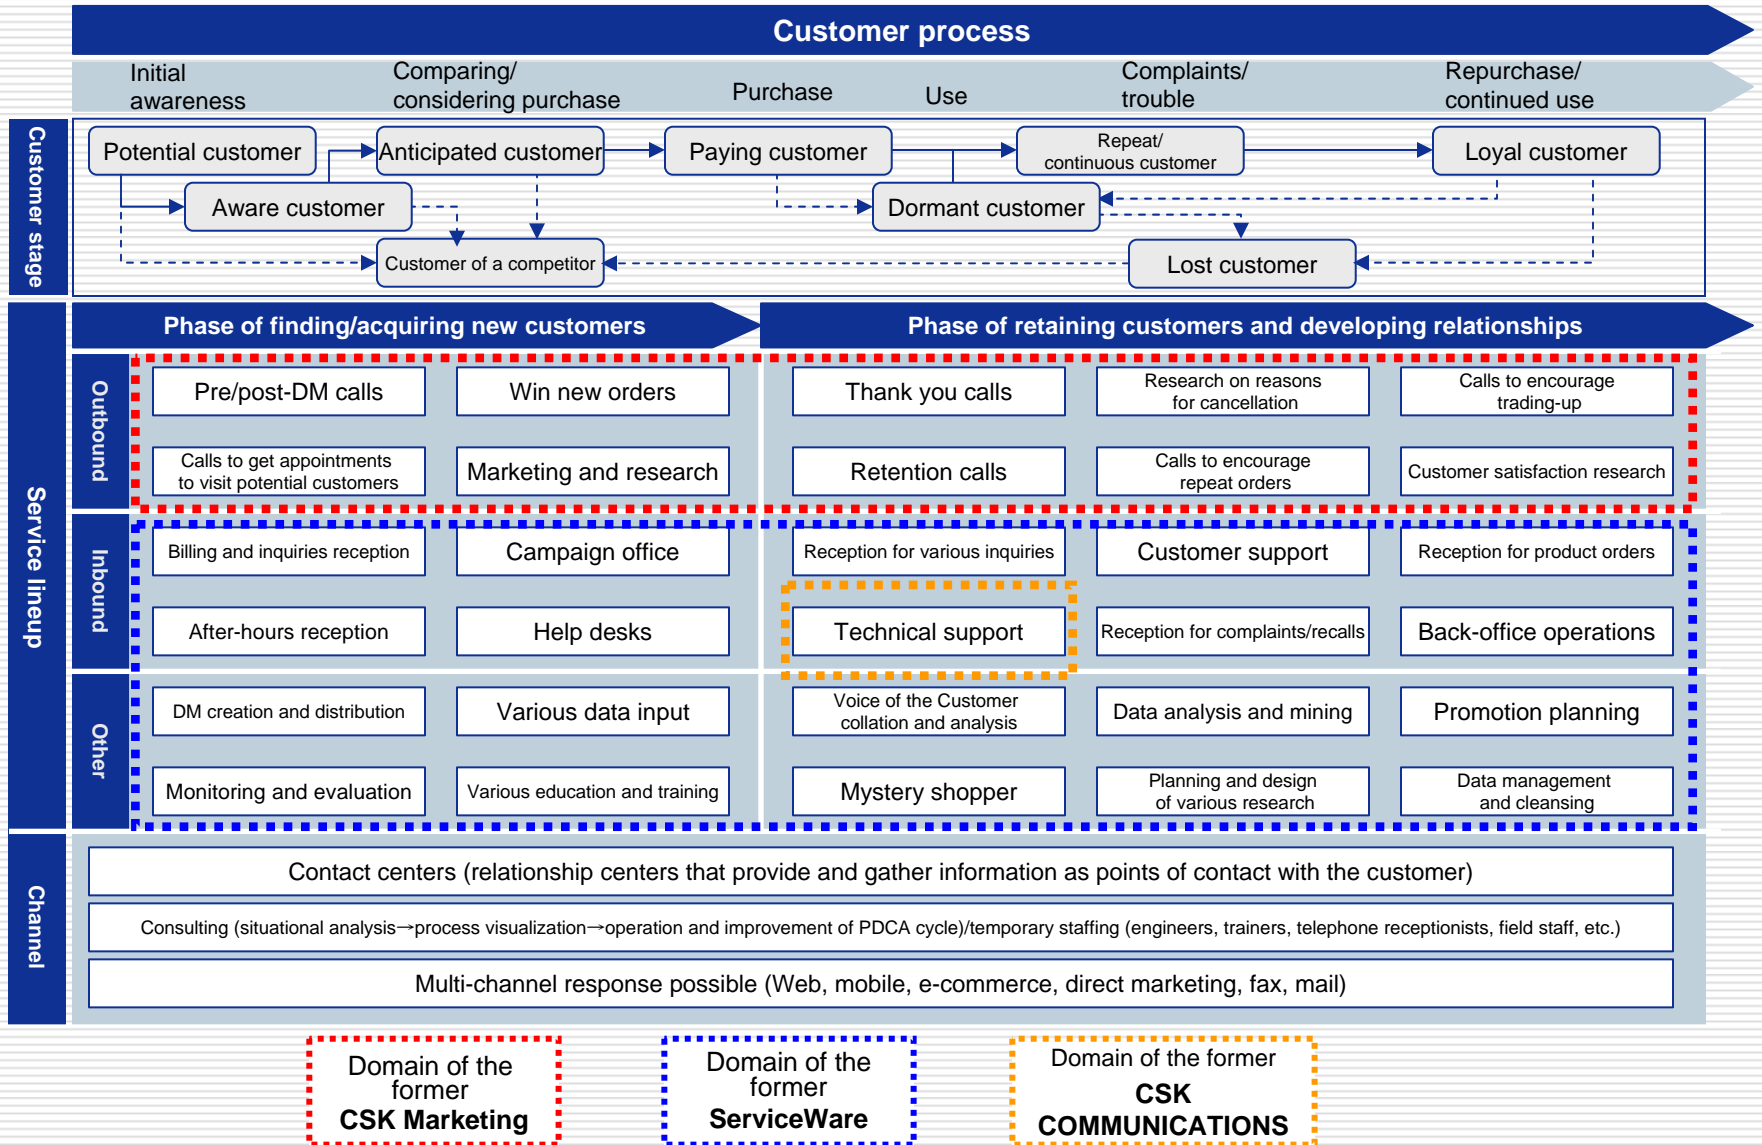 Customer process
Initial
awareness
Comparing/
considering purchase
Purchase
Use
Complaints/
trouble
Repurchase/
continued use
Customer stage
Potential customer
Anticipated customer
Paying customer
Repeat/
continuous customer
Loyal customer
Aware customer
Dormant customer
Customer of a competitor
Lost customer
Service lineup
Phase of finding/acquiring new customers
Phase of retaining customers and developing relationships
Outbound
Pre/post-DM calls
Win new orders
Thank you calls
Research on reasons
for cancellation
Calls to encourage
trading-up
Calls to get appointments
to visit potential customers
Marketing and research
Retention calls
Calls to encourage
repeat orders
Customer satisfaction research
Inbound
Billing and inquiries reception
Campaign office
Reception for various inquiries
Customer support
Reception for product orders
After-hours reception
Help desks
Technical support
Reception for complaints/recalls
Back-office operations
Other
DM creation and distribution
Various data input
Voice of the Customer
collation and analysis
Data analysis and mining
Promotion planning
Monitoring and evaluation
Various education and training
Mystery shopper
Planning and design
of various research
Data management
and cleansing
Channel
Contact centers (relationship centers that provide and gather information as points of contact with the customer)
Consulting (situational analysis→process visualization→operation and improvement of PDCA cycle)/temporary staffing (engineers, trainers, telephone receptionists, field staff, etc.)
Multi-channel response possible (Web, mobile, e-commerce, direct marketing, fax, mail)
Domain of the
former
CSK Marketing
Domain of the
former
ServiceWare
Domain of the former
CSK
COMMUNICATIONS